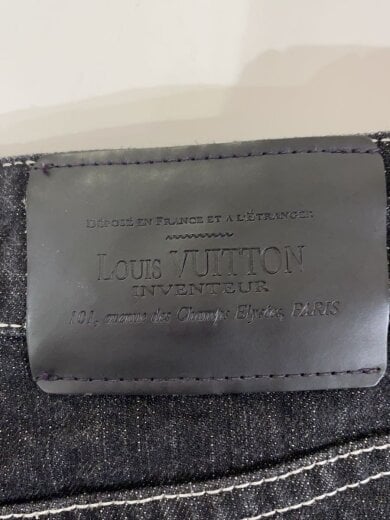 DÉPOSÉ EN FRANCE ET A L'ÉTRANGER
LOUIS VUITTON
INVENTEUR
101, avenue des Champs Elysées, PARIS